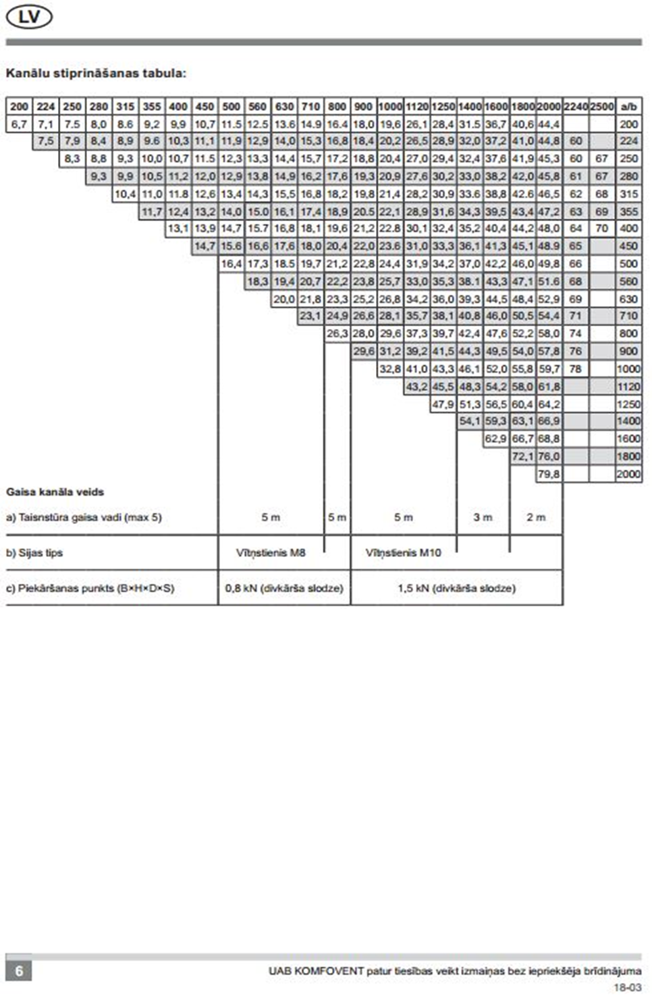 LV
Kanālu stiprināšanas tabula:
200 224 250 280 315 355 400 450 500 560 630 710 800 900 1000 1120 1250 1400 1600 1800 2000 2240 2500 a/b
6,7 7,1 7.5 8,0 8.6 9,2 9,9 10,7 11.5 12.5 13.6 14.9 16.4 18,0 19,6 26,1 28,4 31.5 36,7 40,6 44,4 200
7,5 7,9 8,4 8,9 9.6 10,3 11,1 11,9 12,9 14,0 15,3 16,8 18,4 20,2 26,5 28,9 32,0 37,2 41,0 44,8 60 224
8,3 8,8 9,3 10,0 10,7 11.5 12,3 13,3 14,4 15,7 17,2 18,8 20,4 27,0 29,4 32,4 37,6 41,9 45,3 60 67 250
9,3 9,9 10,5 11,2 12,0 12,9 13,8 14,9 16,2 17,6 19,3 20,9 27,6 30,2 33,0 38,2 42,0 45,8 61 67 280
10,4 11,0 11.8 12,6 13,4 14,3 15,5 16,8 18,2 19,8 21,4 28,2 30,9 33.6 38,8 42.6 46,5 62 68 315
11,7 12,4 13,2 14,0 15.0 16,1 17,4 18,9 20.5 22,1 28,9 31,6 34,3 39,5 43,4 47,2 63 69 355
13,1 13,9 14,7 15.7 16,8 18,1 19,6 21,2 22.8 30,1 32,4 35,2 40,4 44,2 48,0 64 70 400
14,7 15.6 16,6 17,6 18,0 20,4 22,0 23.6 31,0 33,3 36,1 41,3 45,1 48.9 65 450
16,4 17,3 18.5 19,7 21,2 22,8 24,4 31,9 34,2 37,0 42,2 46,0 49,8 66 500
18,3 19,4 20,7 22,2 23,8 25,7 33,0 35,3 38.1 43,3 47,1 51.6 68 560
20,0 21,8 23,3 25,2 26,8 34,2 36,0 39,3 44,5 48,4 52,9 69 630
23,1 24,9 26,6 28,1 35,7 38,1 40,8 46,0 50,5 54,4 71 710
26,3 28,0 29,6 37,3 39,7 42,4 47,6 52,2 58,0 74 800
29,6 31,2 39,2 41,5 44,3 49,5 54,0 57,8 76 900
32,8 41,0 43,3 46,1 52,0 55,8 59,7 78 1000
43,2 45,5 48,3 54,2 58,0 61,8 1120
47,9 51,3 56,5 60,4 64,2 1250
54,1 59,3 63,1 66,9 1400
62,9 66,7 68,8 1600
72,1 76,0 1800
79,8 2000
Gaisa kanāla veids
a) Taisnstūra gaisa vadi (max 5) 5 m 5 m 5 m 3 m 2 m
b) Sijas tips Vītņstienis M8 Vītņstienis M10
c) Piekāršanas punkts (B×H×D×S) 0,8 kN (divkārša slodze) 1,5 kN (divkārša slodze)
6 UAB KOMFOVENT patur tiesības veikt izmaiņas bez iepriekšēja brīdinājuma
18-03